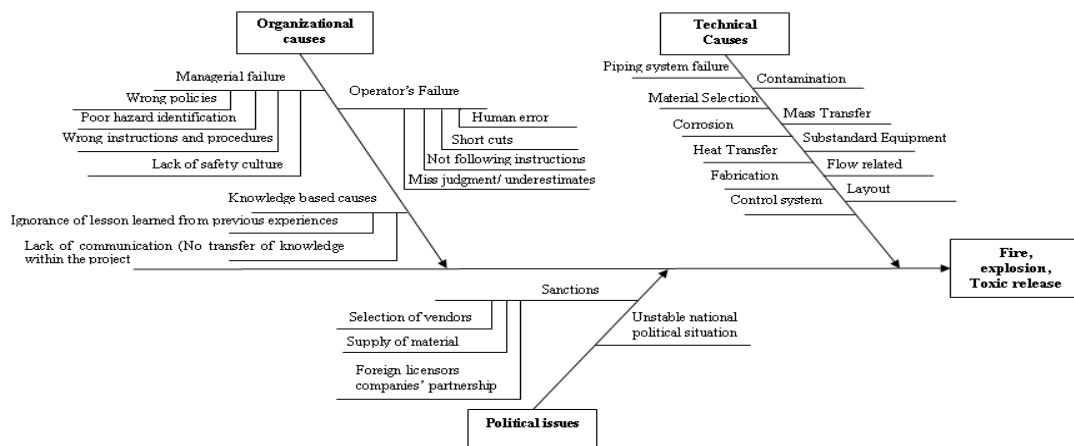 Organizational
causes
Managerial failure
Wrong policies
Poor hazard identification
Wrong instructions and procedures
Lack of safety culture
Operator's Failure
Human error
Short cuts
Not following instructions
Miss judgment/ underestimates
Knowledge based causes
Ignorance of lesson learned from previous experiences
Lack of communication (No transfer of knowledge
within the project
Technical
Causes
Piping system failure
Material Selection
Corrosion
Heat Transfer
Fabrication
Control system
Contamination
Mass Transfer
Substandard Equipment
Flow related
Layout
Fire,
explosion,
Toxic release
Sanctions
Selection of vendors
Supply of material
Foreign licensors
companies' partnership
Unstable national
political situation
Political issues